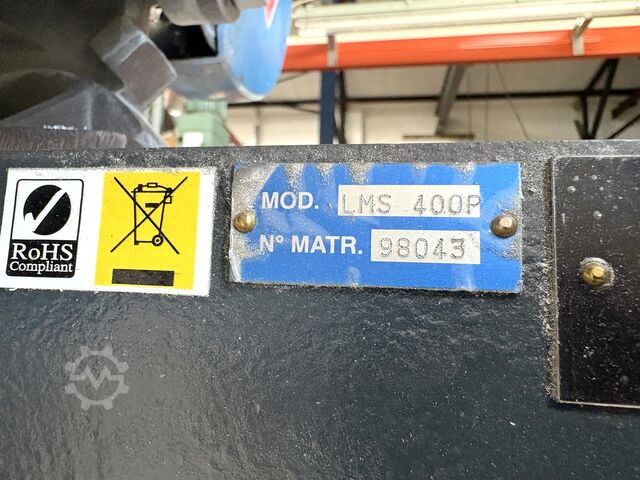 RoHS
Compliant
MOD. LMS 400P
N° MATR. 98043